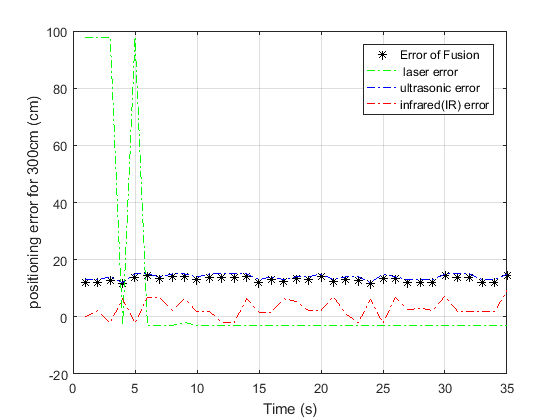 100
80
60
40
20
0
-20
positioning error for 300cm (cm)
Error of Fusion
laser error
ultrasonic error
infrared(IR) error
0 5 10 15 20 25 30 35
Time (s)